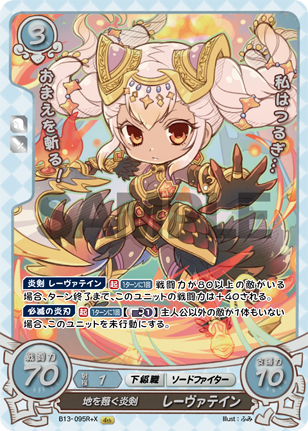 3
私はつるぎ…
おまえを斬る!
SAMPLE
炎剣 レーヴァテイン 起 1ターンに1回 戦闘力が80以上の敵がいる
場合、ターン終了まで、このユニットの戦闘力は+40される。
必滅の炎刃 起 1ターンに1回 [1] 主人公以外の敵が1体もいない
場合、このユニットを未行動にする。
戦闘力 70
射程 1
下級職
ソードファイター
支援力 10
地を翳ぐ炎剣 レーヴァテイン
B13-095R+X 4th
Illust:ふみ